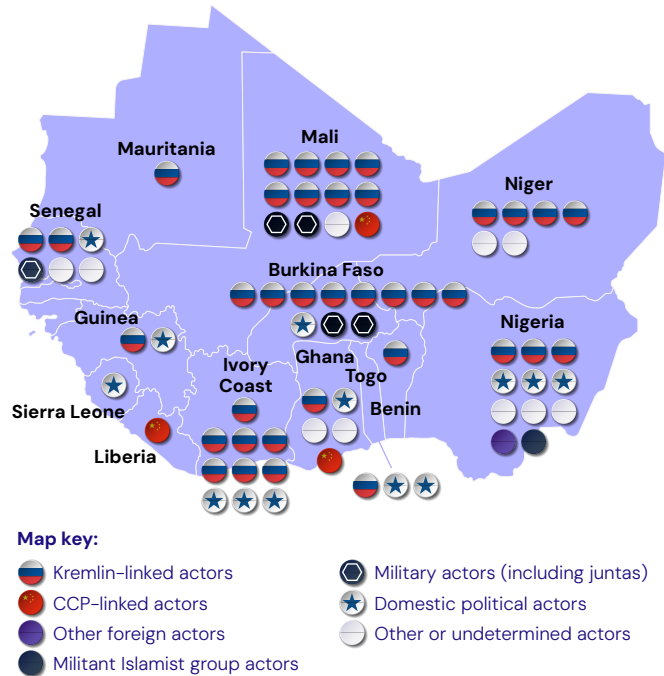 Mauritania
Mali
Niger
Senegal
Burkina Faso
Guinea
Nigeria
Ivory
Coast
Ghana
Togo
Benin
Sierra Leone
Liberia
Map key:
Kremlin-linked actors
CCP-linked actors
Other foreign actors
Militant Islamist group actors
Military actors (including juntas)
Domestic political actors
Other or undetermined actors